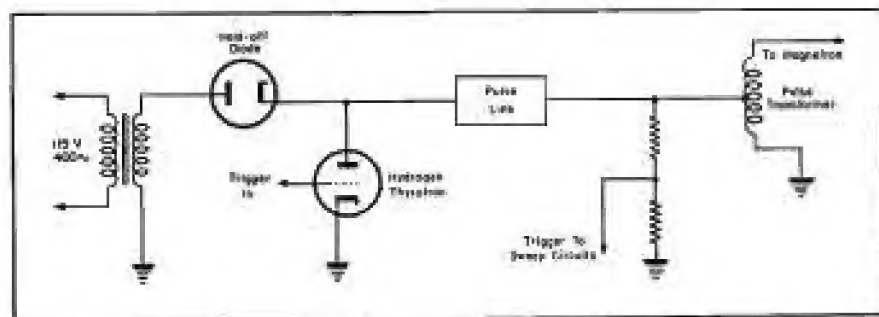 Hold-off
Diode
115 V
400~
Trigger
In
Hydrogen
Thyratron
Pulse
Line
Trigger To
Sweep Circuits
To magnetron
Pulse
Transformer